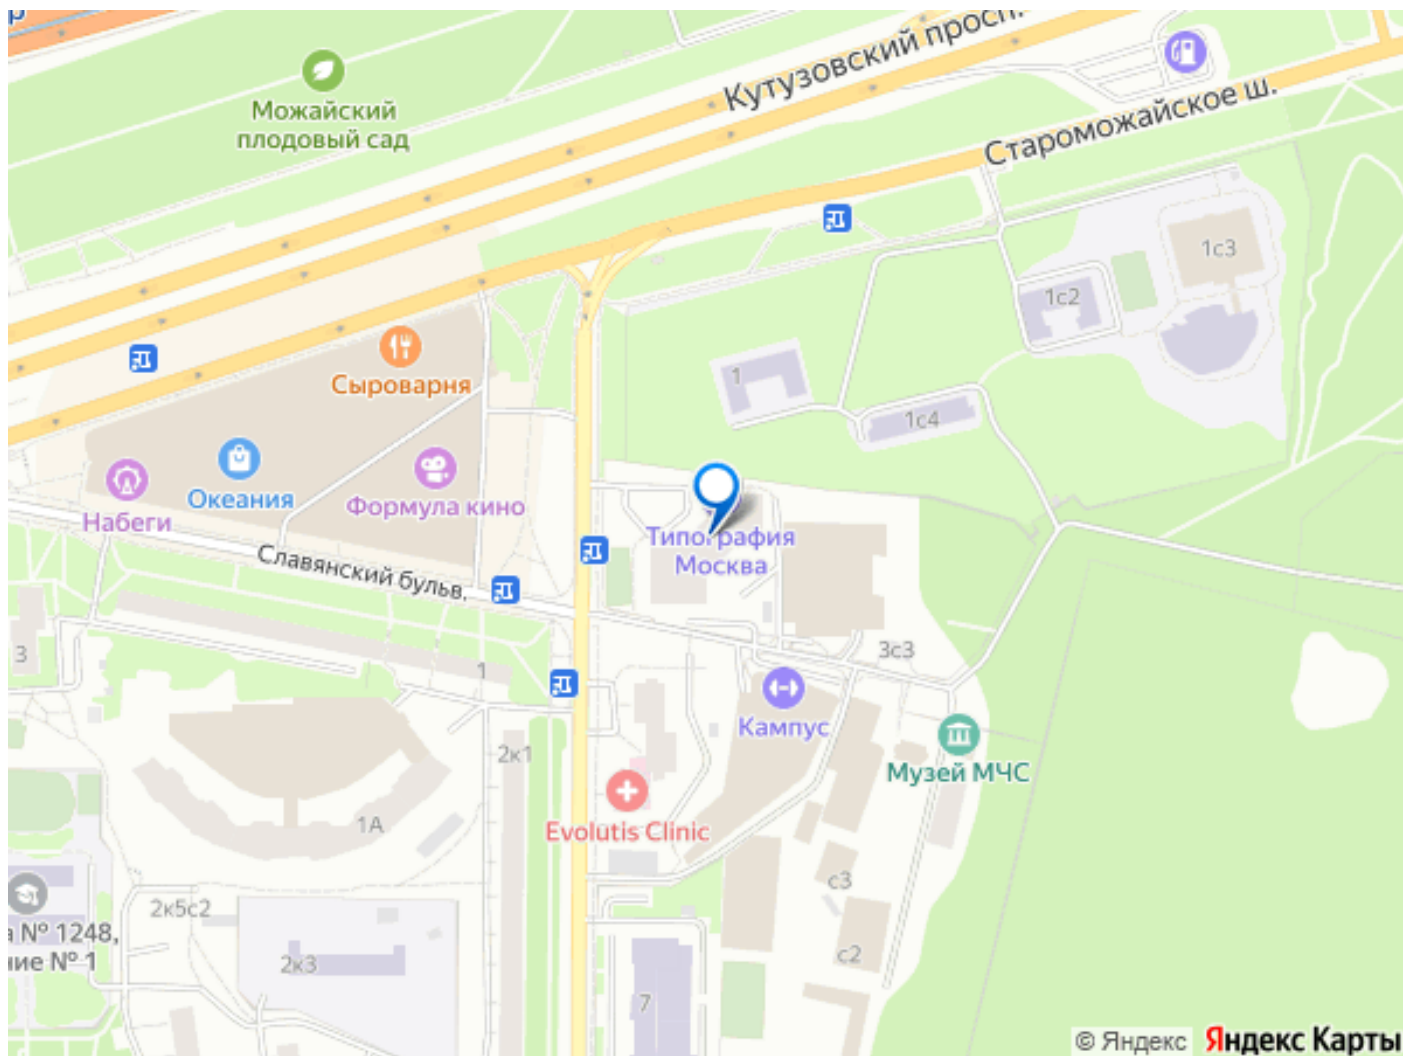 р
Кутузовский просп.
Можайский
плодовый сад
Староможайское ш.
1с3
1с2
Сыроварня
1
1с4
Океания
Формула кино
Набеги
Типография
Москва
Славянский бульв.
3
1
3с3
Кампус
2к1
Музей МЧС
1А
Evolutis Clinic
с3
2к5с2
а № 1248,
ние № 1
с2
2к3
7
© Яндекс Яндекс Карты